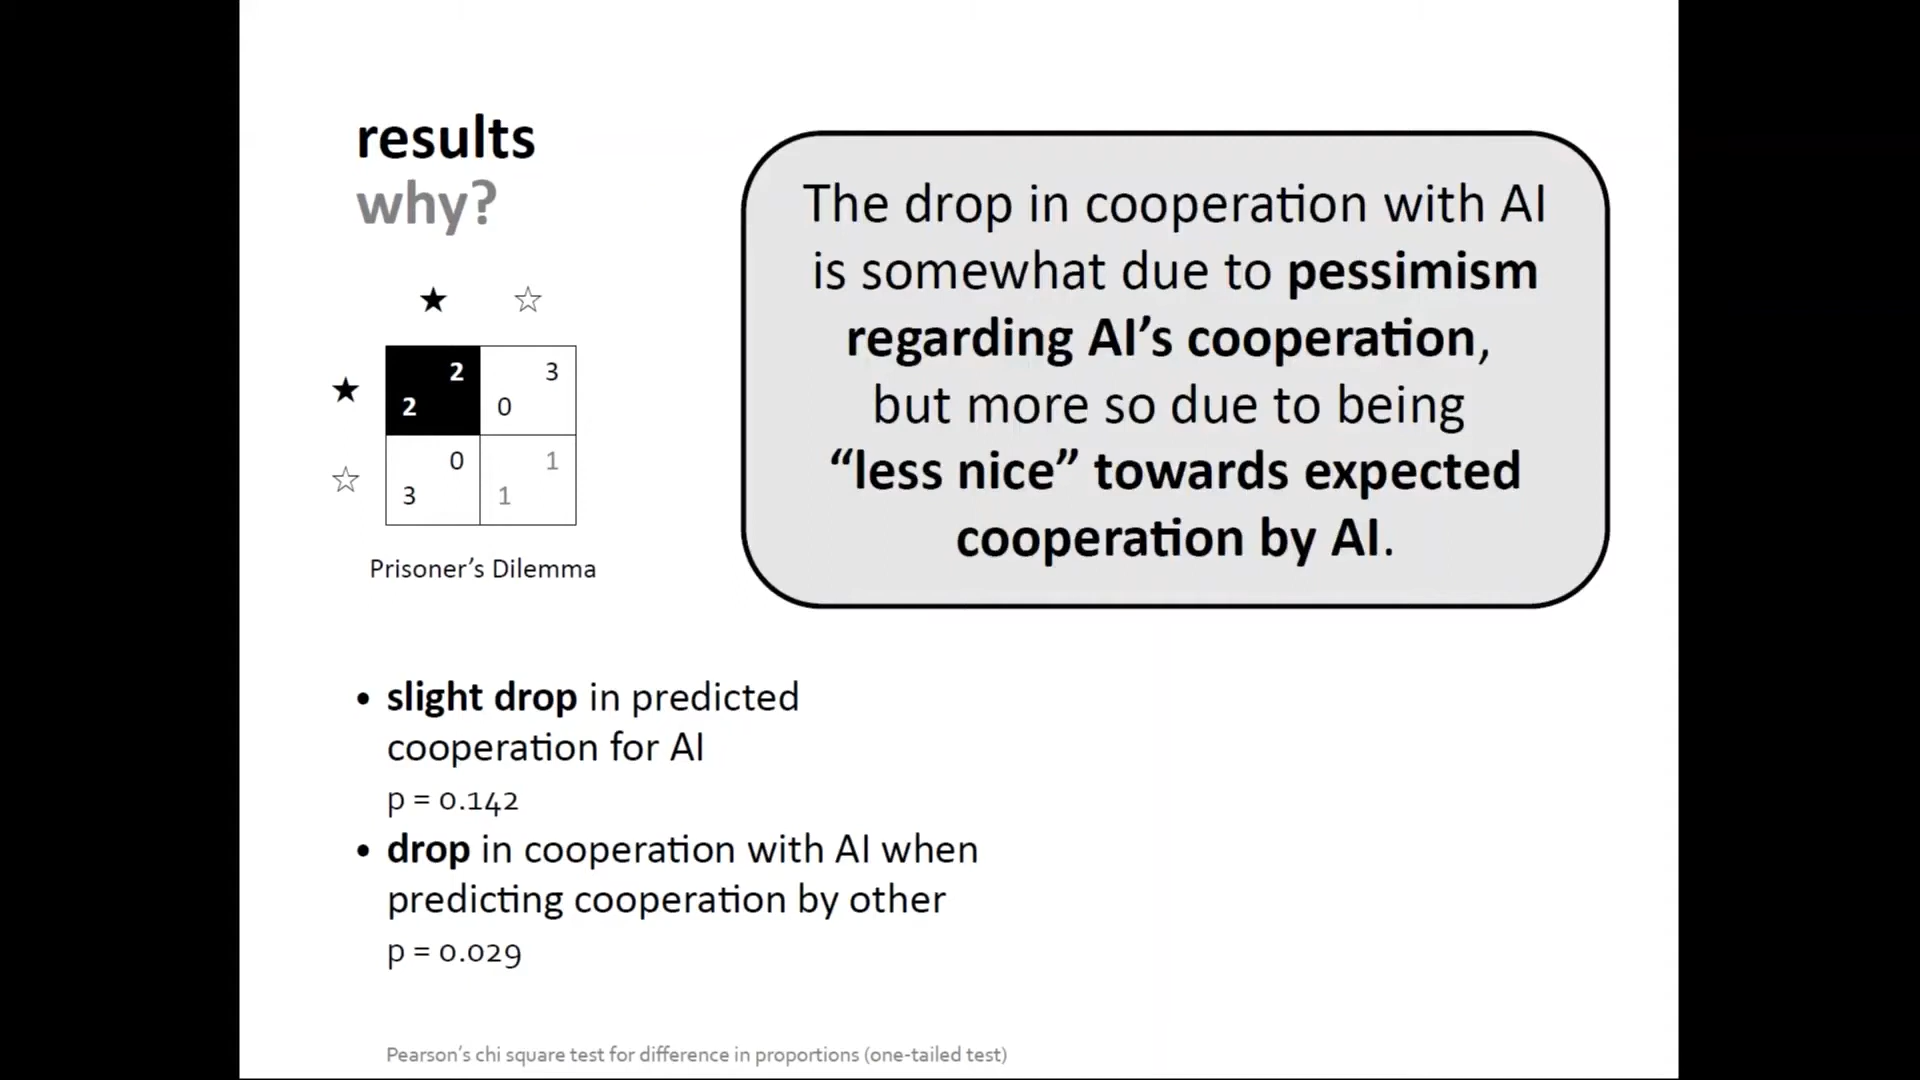 results
why?
★ ☆
★ 2 3
2 0
☆ 0 1
3 1
Prisoner’s Dilemma
The drop in cooperation with AI
is somewhat due to pessimism
regarding AI’s cooperation,
but more so due to being
“less nice” towards expected
cooperation by AI.
• slight drop in predicted
cooperation for AI
p = 0.142
• drop in cooperation with AI when
predicting cooperation by other
p = 0.029
Pearson’s chi square test for difference in proportions (one-tailed test)